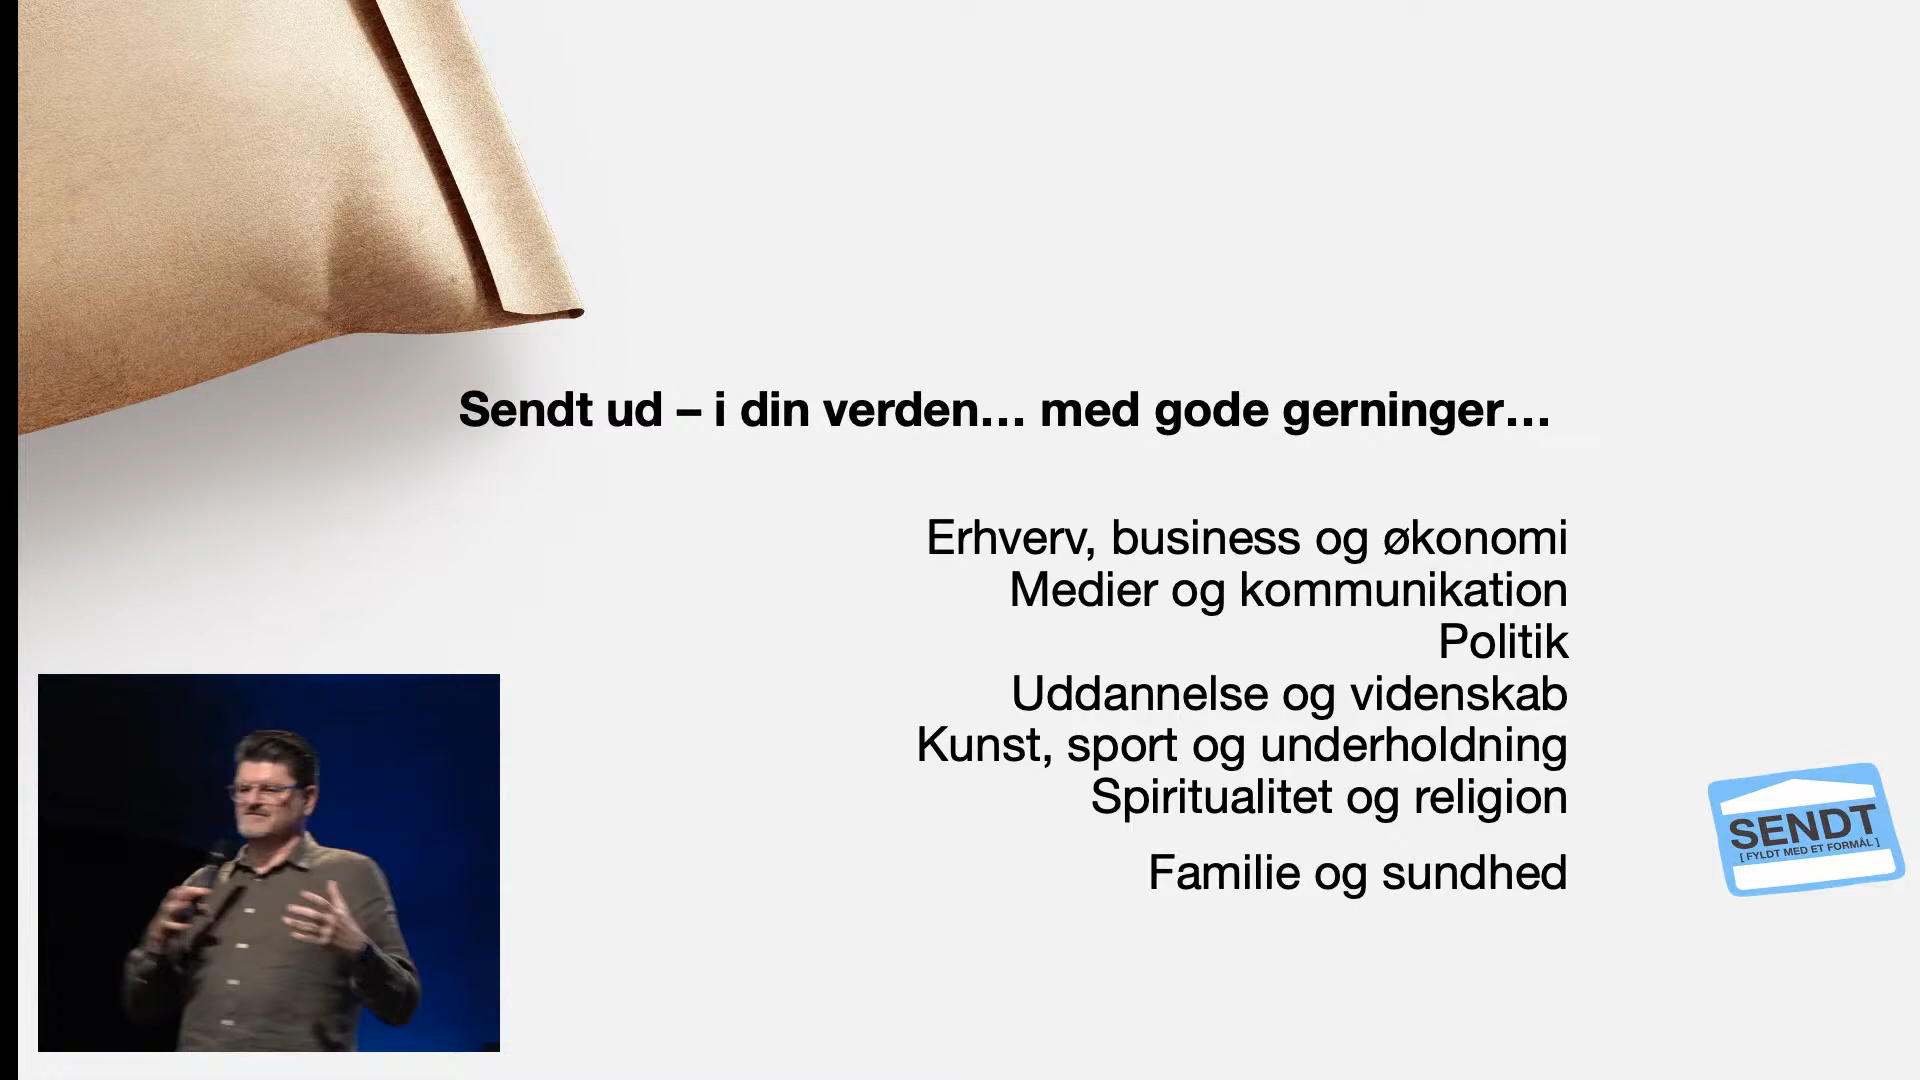 Sendt ud – i din verden… med gode gerninger…
Erhverv, business og økonomi
Medier og kommunikation
Politik
Uddannelse og videnskab
Kunst, sport og underholdning
Spiritualitet og religion
Familie og sundhed
SENDT
[ FYLDT MED ET FORMÅL ]